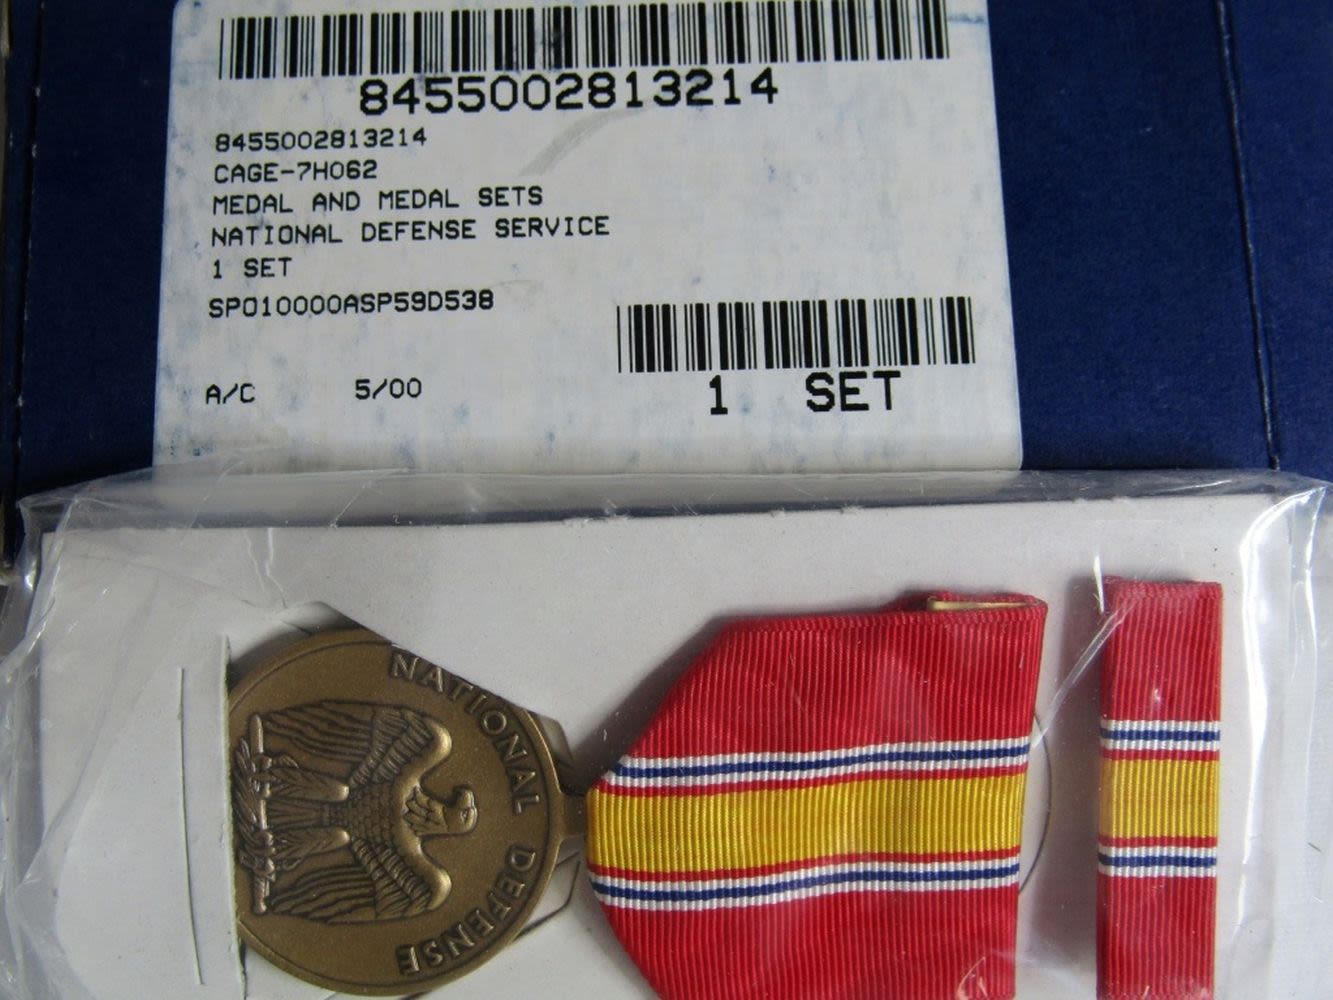 8455002813214
8455002813214
CAGE-7H062
MEDAL AND MEDAL SETS
NATIONAL DEFENSE SERVICE
1 SET
SP010000ASP59D538
A/C 5/00
1 SET
NATIONAL DEFENSE